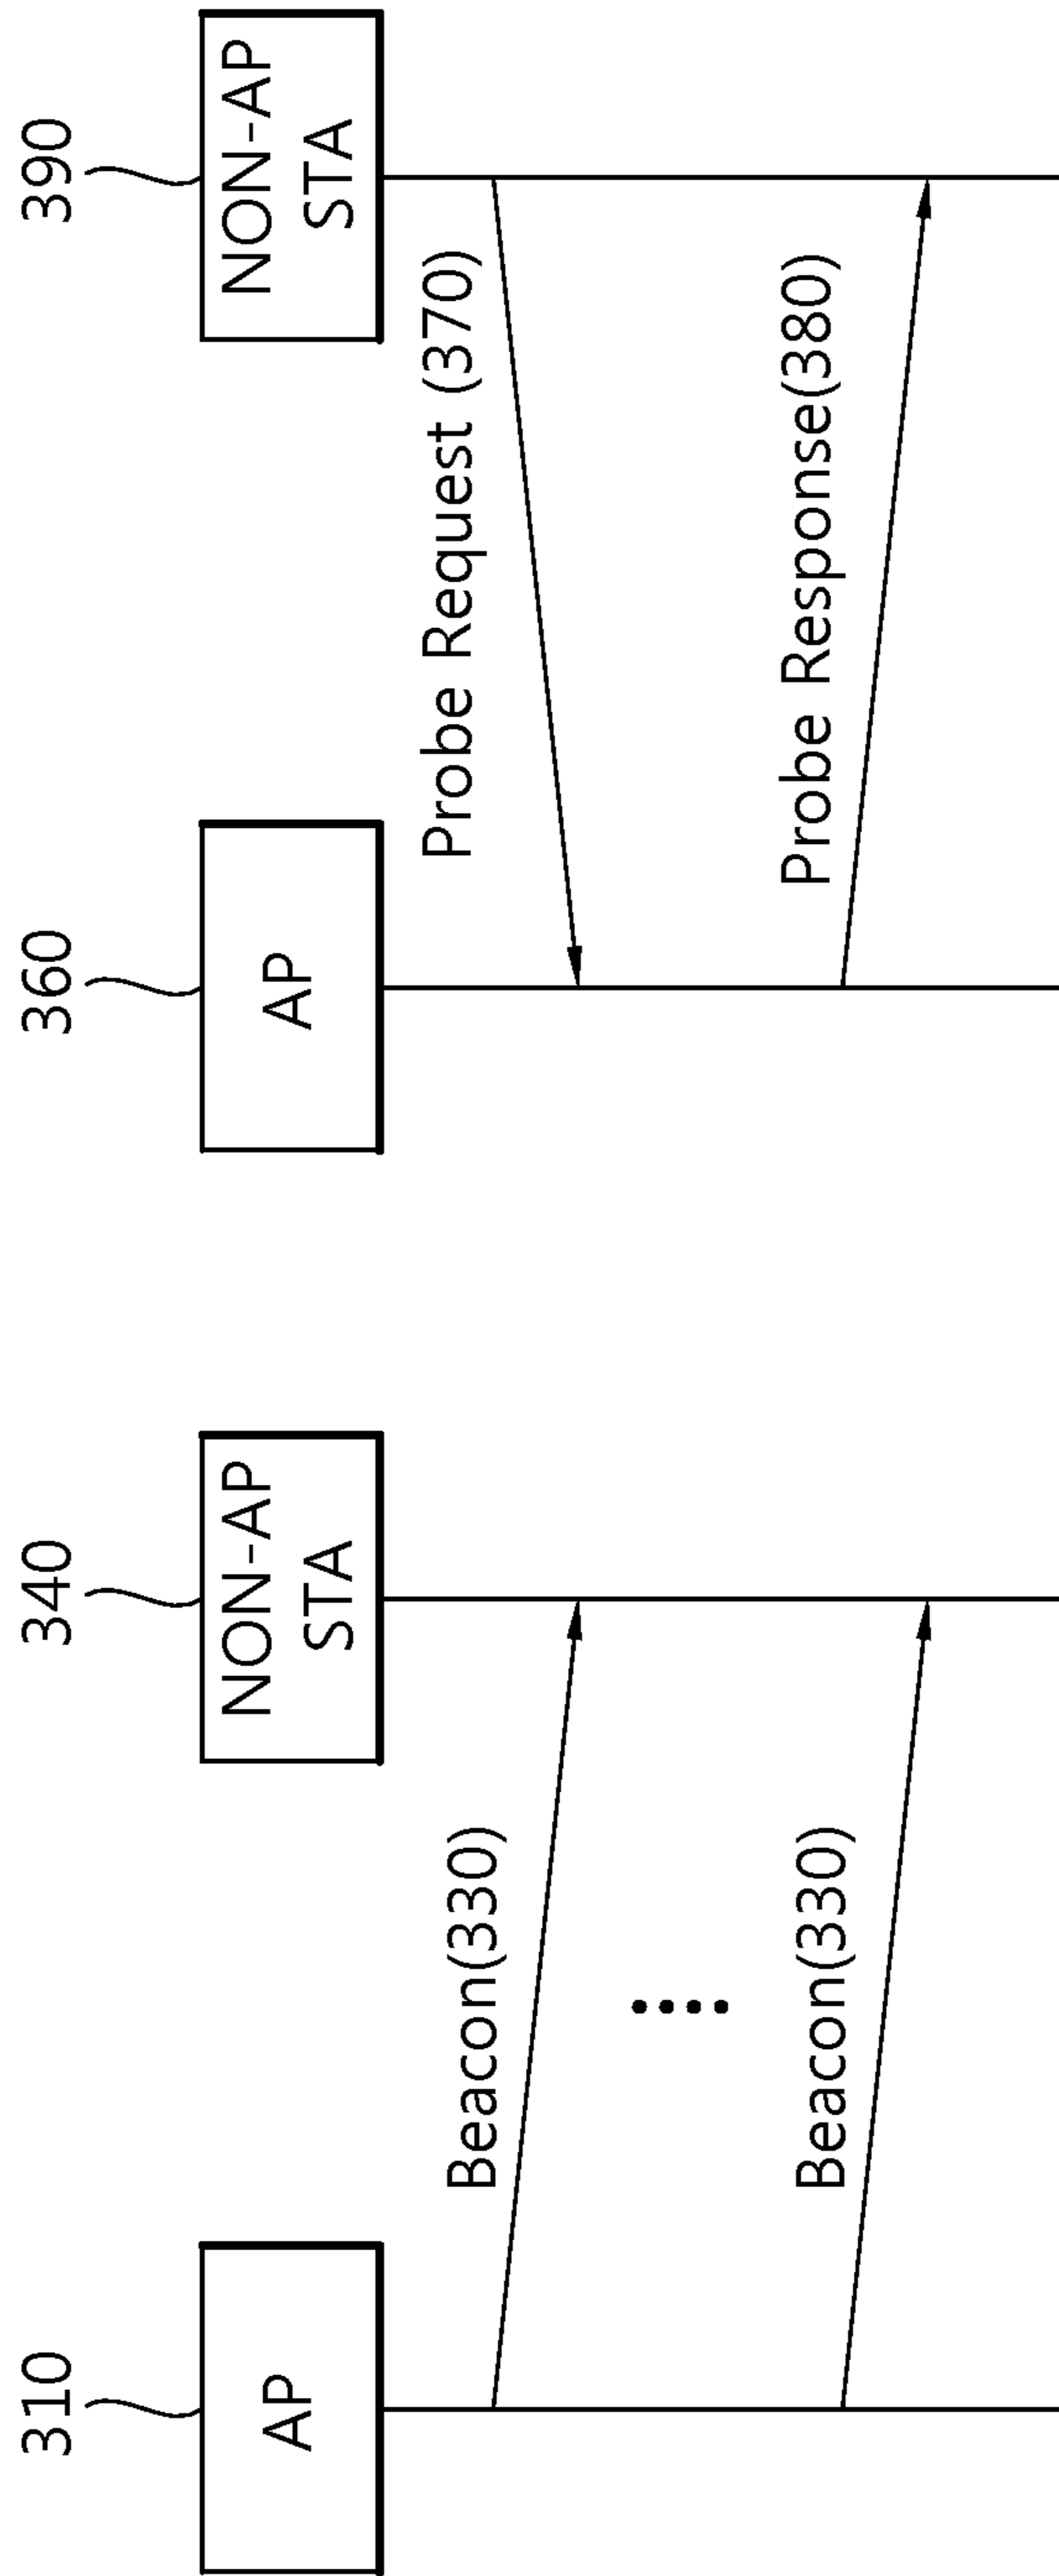 310
340
360
390
AP
NON-AP
STA
AP
NON-AP
STA
Beacon(330)
Beacon(330)
Probe Request (370)
Probe Response(380)